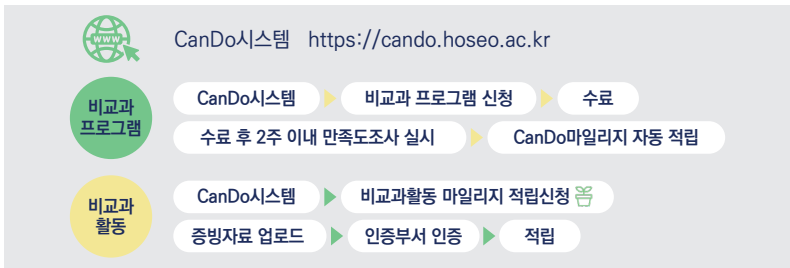 WWW
CanDo시스템 https://cando.hoseo.ac.kr
비교과
프로그램
CanDo시스템 비교과 프로그램 신청 수료
수료 후 2주 이내 만족도조사 실시 CanDo마일리지 자동 적립
비교과
활동
CanDo시스템 비교과활동 마일리지 적립신청
증빙자료 업로드 인증부서 인증 적립